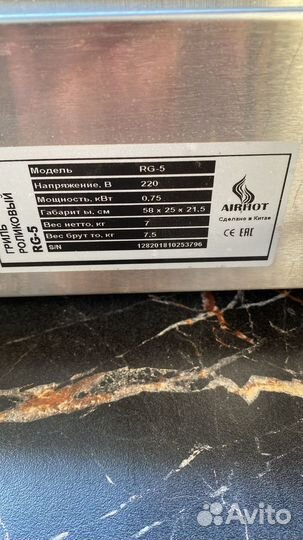 ГРИЛЬ
РОЛИКОВЫЙ
RG-5
Модель RG-5
Напряжение, В 220
Мощность, кВт 0,75
Габарит ы, см 58 x 25 x 21,5
Вес нетто, кг 7
Вес брут то, кг 7,5
S/N 128201810253796
AIRHOT
Сделано в Китае
CE EAC
Avito